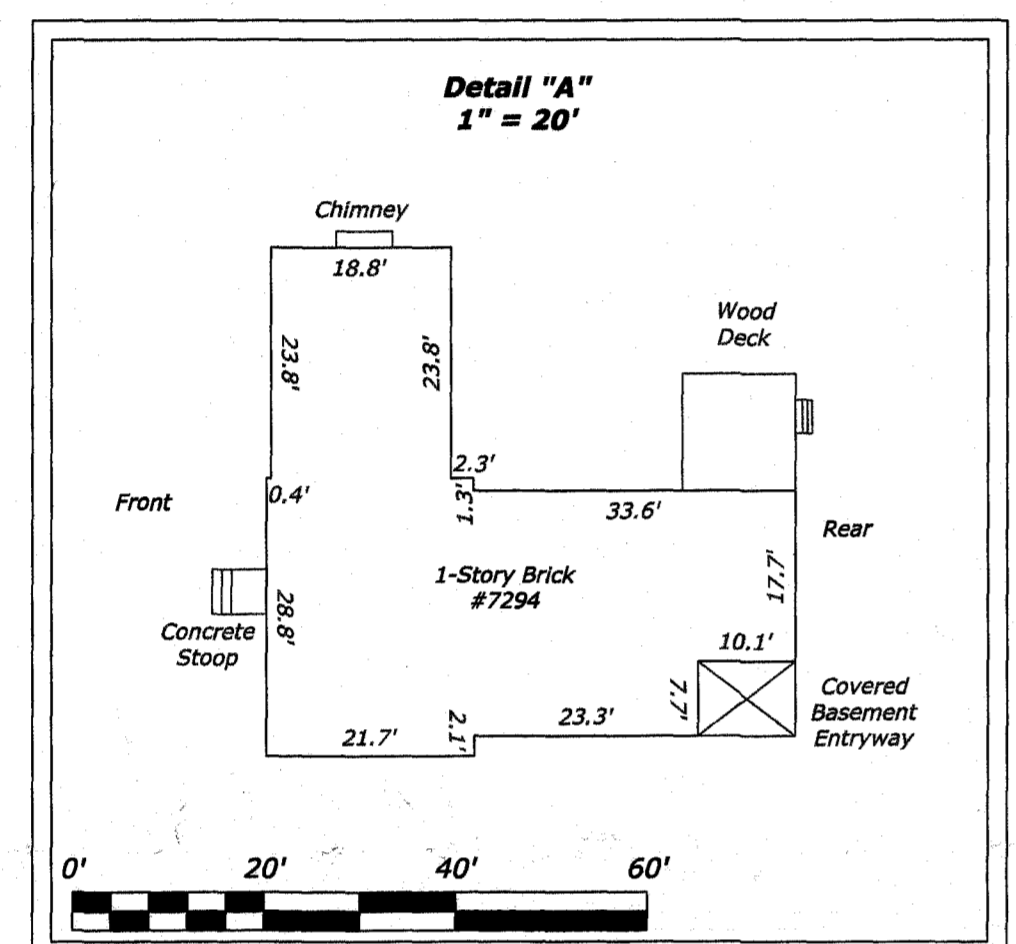 Detail "A"
1" = 20'
Chimney
18.8'
23.8'
23.8'
Wood
Deck
2.3'
0.4'
1.3'
33.6'
Front
Rear
17.7'
1-Story Brick
#7294
28.8'
Concrete
Stoop
10.1'
7.7'
Covered
Basement
Entryway
23.3'
2.1'
21.7'
0'
20'
40'
60'